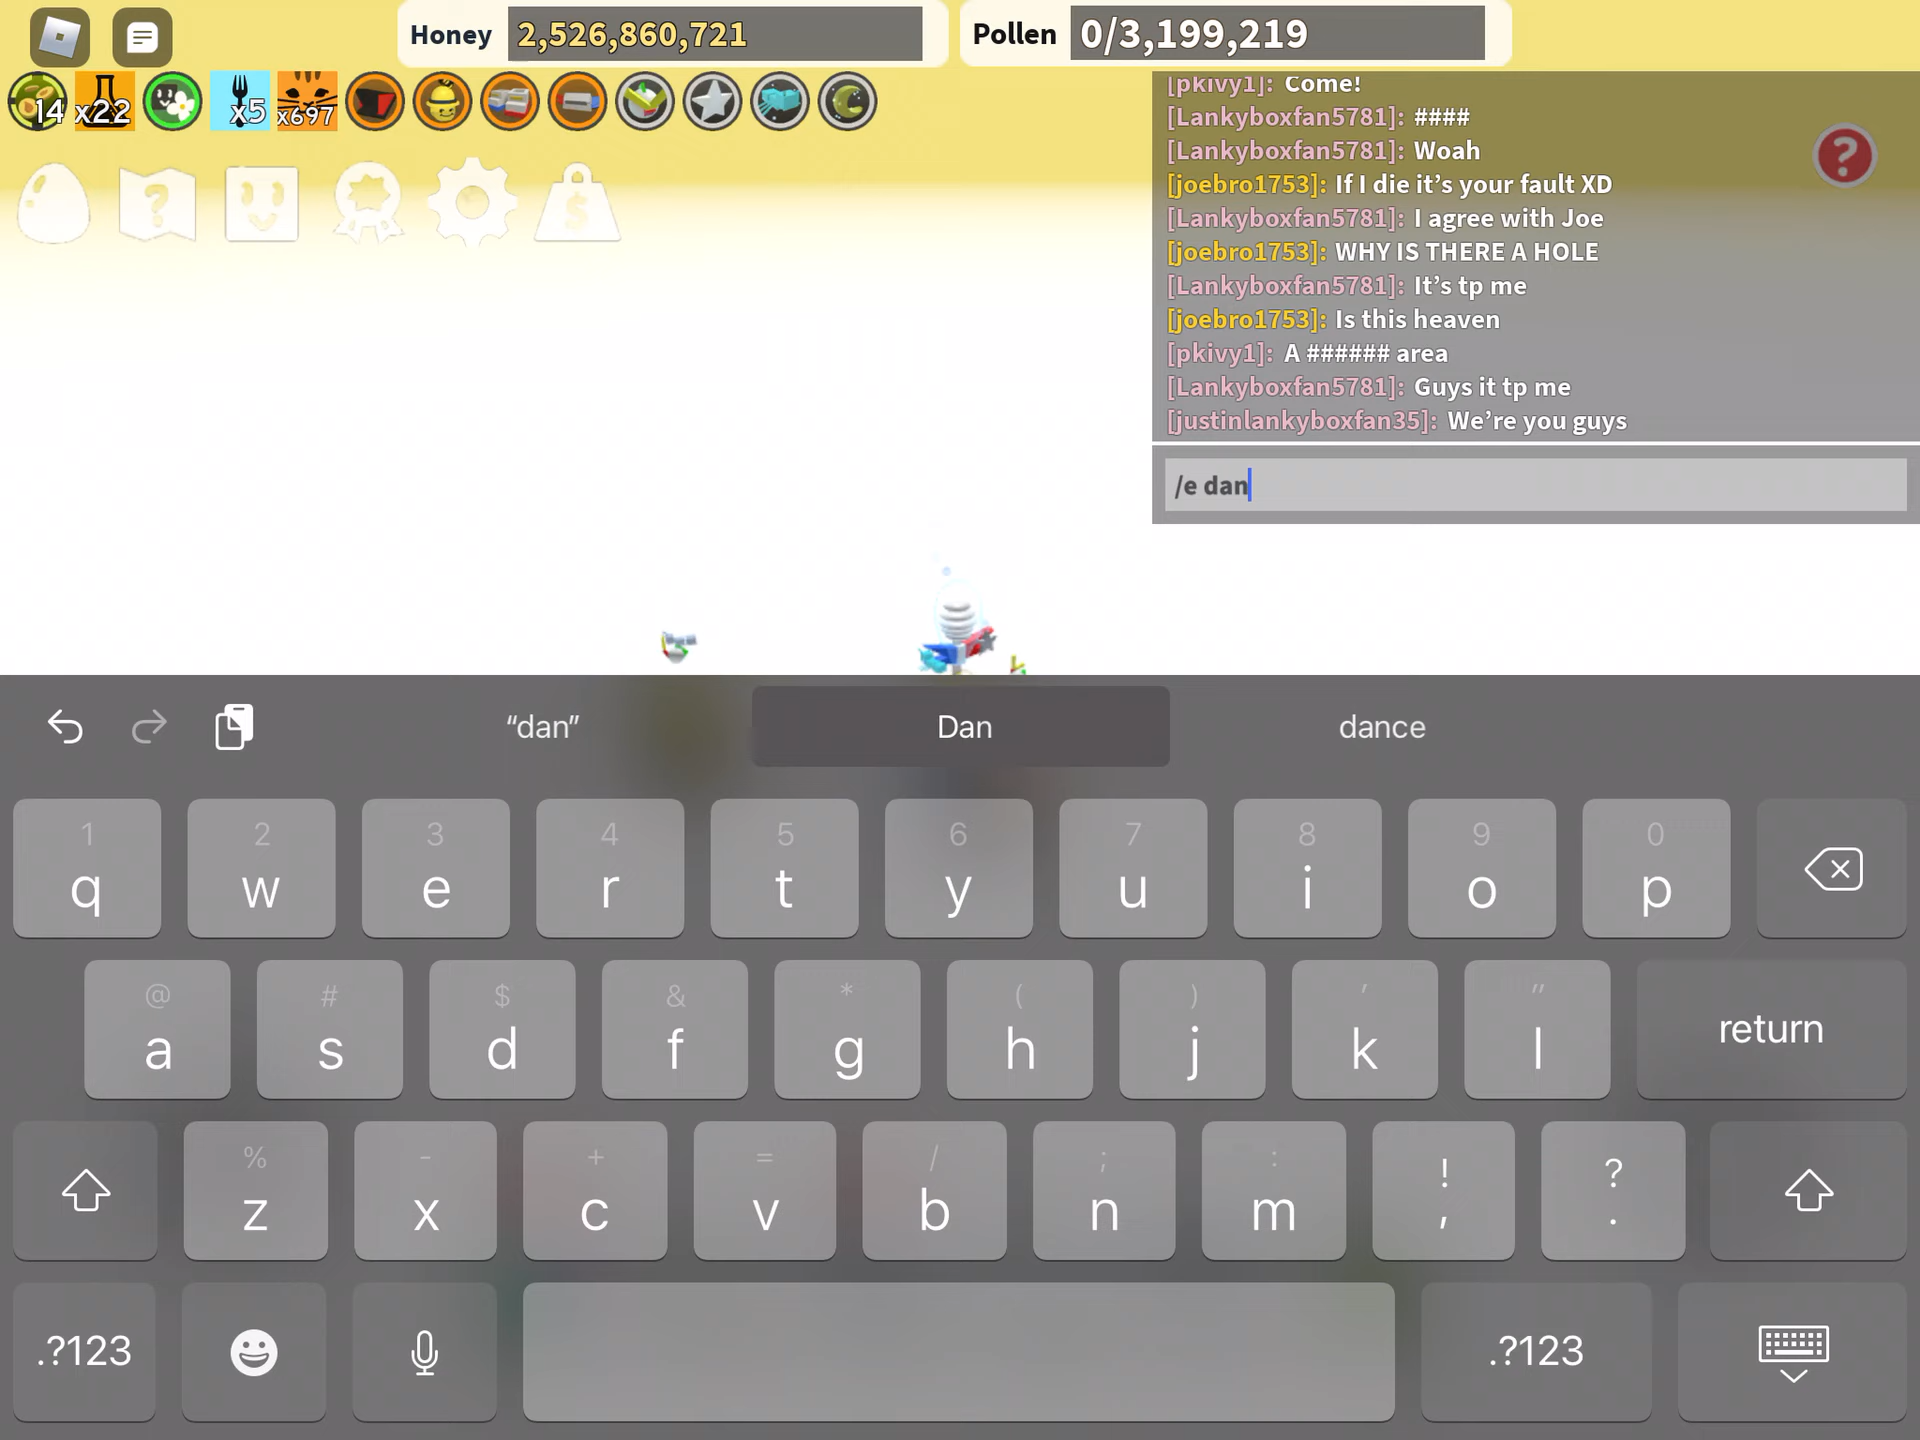 Honey 2,526,860,721 Pollen 0/3,199,219
14 x22 x5 x697
[pkivy1]: Come!
[Lankyboxfan5781]: ####
[Lankyboxfan5781]: Woah
[joebro1753]: If I die it’s your fault XD
[Lankyboxfan5781]: I agree with Joe
[joebro1753]: WHY IS THERE A HOLE
[Lankyboxfan5781]: It’s tp me
[joebro1753]: Is this heaven
[pkivy1]: A ###### area
[Lankyboxfan5781]: Guys it tp me
[justinlankyboxfan35]: We’re you guys
/e dan
? ? $
“dan” Dan dance
1 2 3 4 5 6 7 8 9 0
q w e r t y u i o p
@ # $ & * ( ) ’ ”
a s d f g h j k l return
% - + = / ; : ! ?
z x c v b n m , .
.?123 .?123